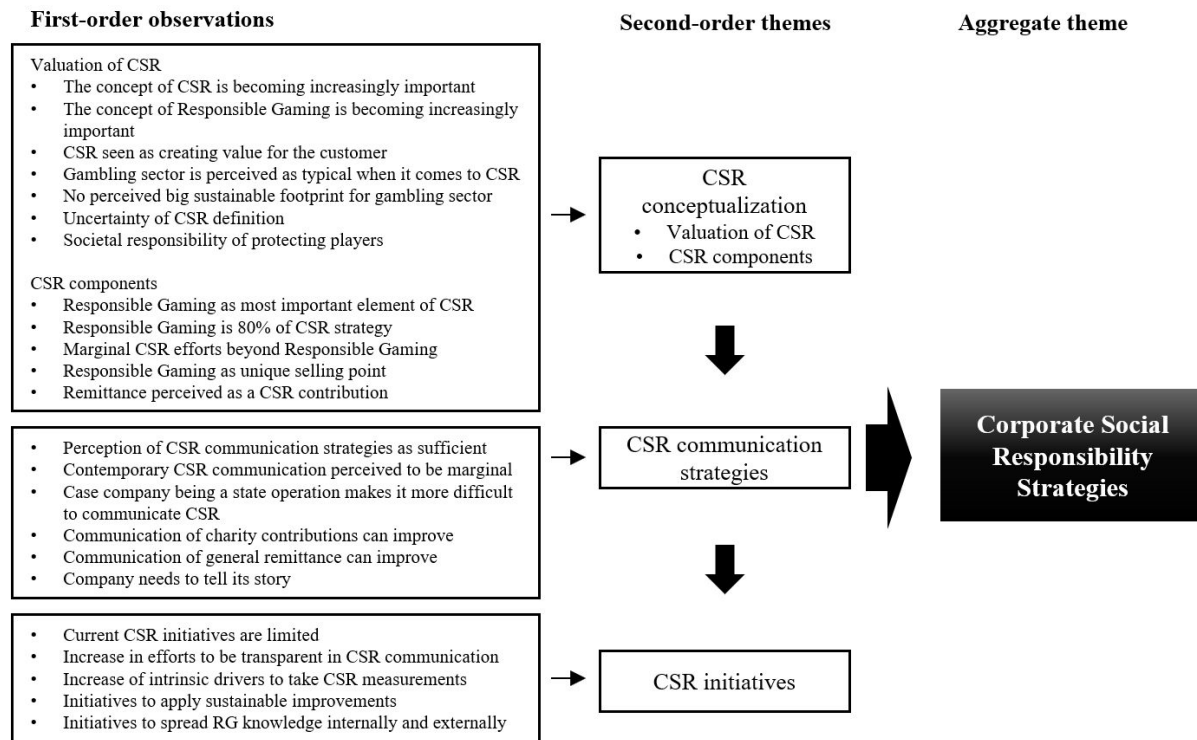 First-order observations
Second-order themes
Aggregate theme
Valuation of CSR
• The concept of CSR is becoming increasingly important
• The concept of Responsible Gaming is becoming increasingly
important
• CSR seen as creating value for the customer
• Gambling sector is perceived as typical when it comes to CSR
• No perceived big sustainable footprint for gambling sector
• Uncertainty of CSR definition
• Societal responsibility of protecting players
CSR components
• Responsible Gaming as most important element of CSR
• Responsible Gaming is 80% of CSR strategy
• Marginal CSR efforts beyond Responsible Gaming
• Responsible Gaming as unique selling point
• Remittance perceived as a CSR contribution
CSR
conceptualization
• Valuation of CSR
• CSR components
• Perception of CSR communication strategies as sufficient
• Contemporary CSR communication perceived to be marginal
• Case company being a state operation makes it more difficult
to communicate CSR
• Communication of charity contributions can improve
• Communication of general remittance can improve
• Company needs to tell its story
CSR communication
strategies
• Current CSR initiatives are limited
• Increase in efforts to be transparent in CSR communication
• Increase of intrinsic drivers to take CSR measurements
• Initiatives to apply sustainable improvements
• Initiatives to spread RG knowledge internally and externally
CSR initiatives
Corporate Social
Responsibility
Strategies